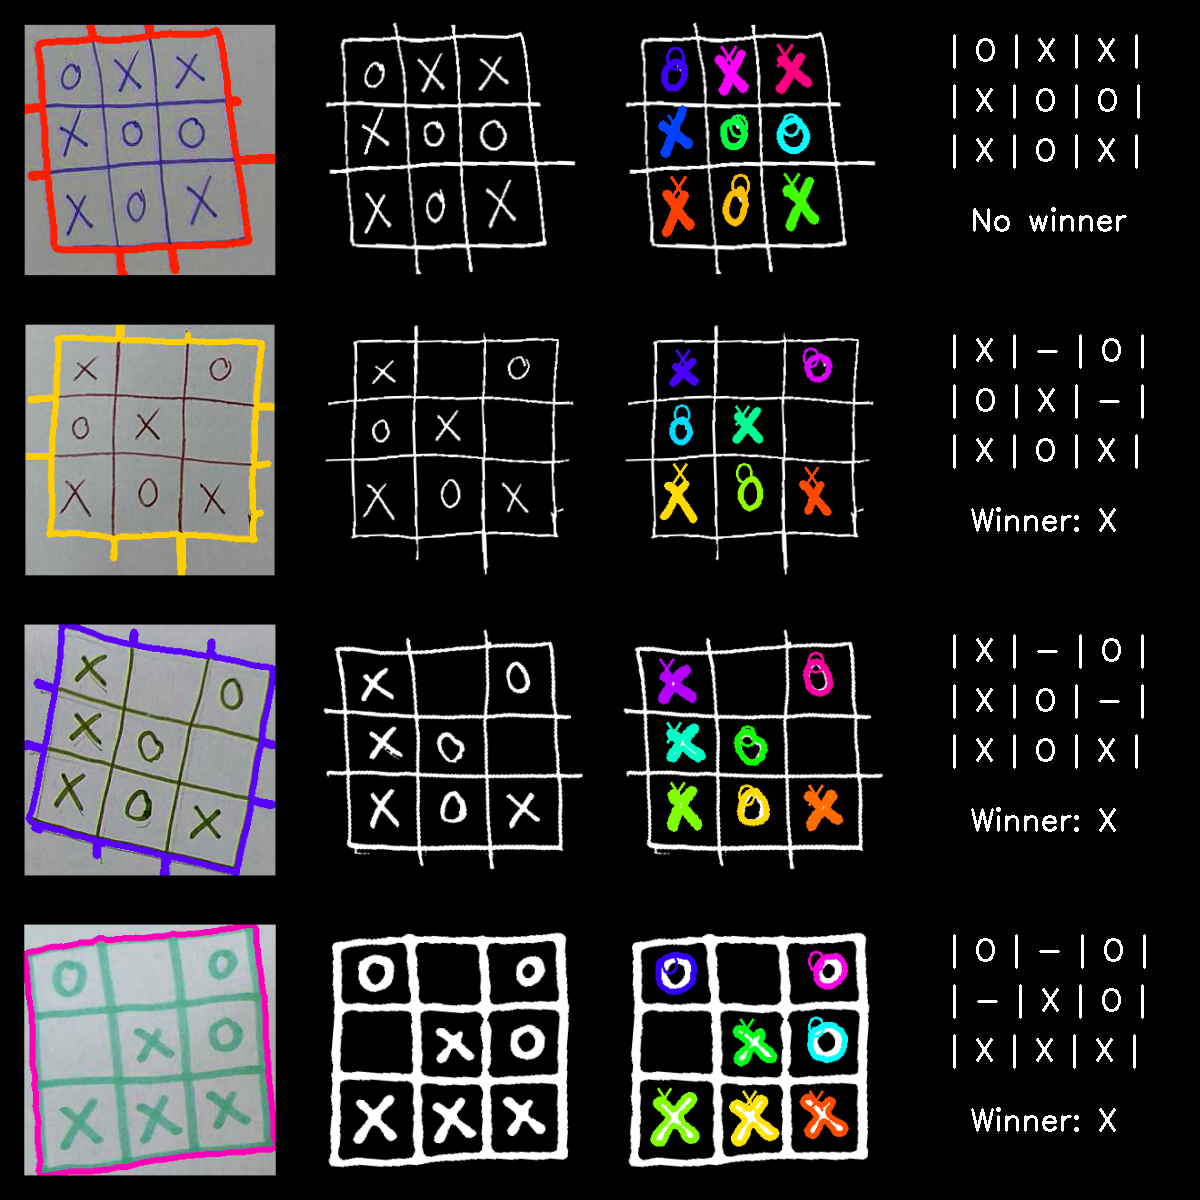 | O | X | X |
| X | O | O |
| X | O | X |
No winner
| X | – | O |
| O | X | – |
| X | O | X |
Winner: X
| X | – | O |
| X | O | – |
| X | O | X |
Winner: X
| O | – | O |
| – | X | O |
| X | X | X |
Winner: X